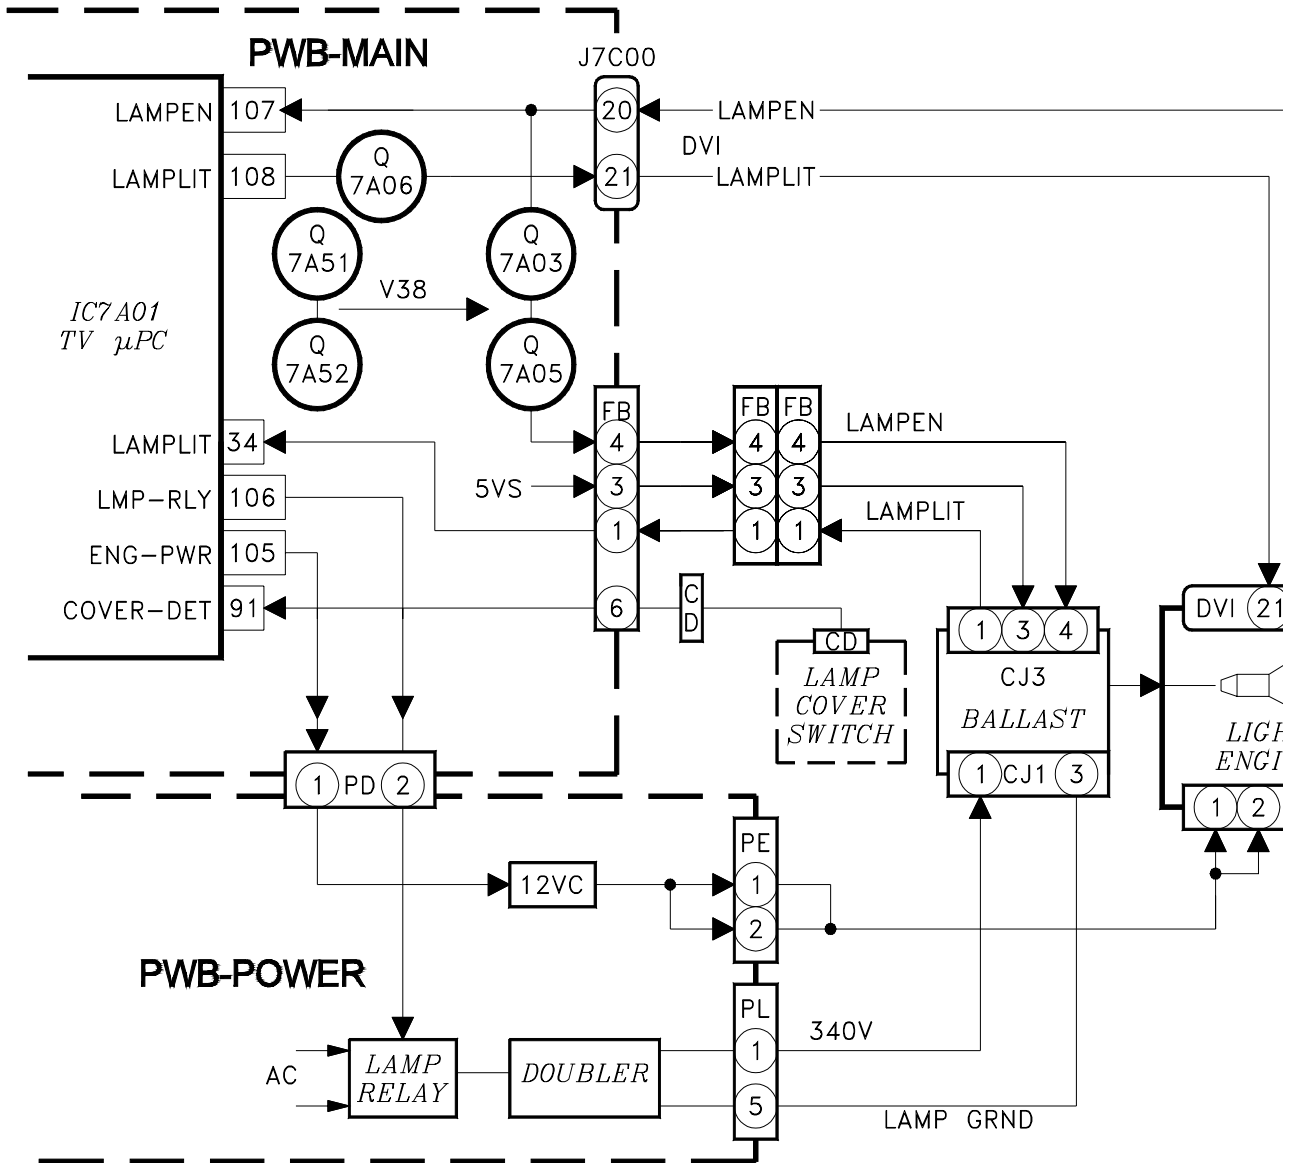 PWB-MAIN
J7C00
LAMPEN 107
20
LAMPEN
DVI
LAMPLIT 108
Q
7A06
21
LAMPLIT
Q
7A51
Q
7A03
V38
IC7A01
TV µPC
Q
7A52
Q
7A05
FB
FB FB
LAMPEN
LAMPLIT 34
4
4 4
5VS
3
3 3
LMP-RLY 106
LAMPLIT
1
1 1
ENG-PWR 105
COVER-DET 91
6
CD
DVI 21
CD
LAMP
COVER
SWITCH
1 3 4
CJ3
BALLAST
LIGH
ENGI
1 PD 2
1 CJ1 3
1 2
PE
12VC
1
2
PWB-POWER
PL
340V
1
AC
LAMP
RELAY
DOUBLER
5
LAMP GRND